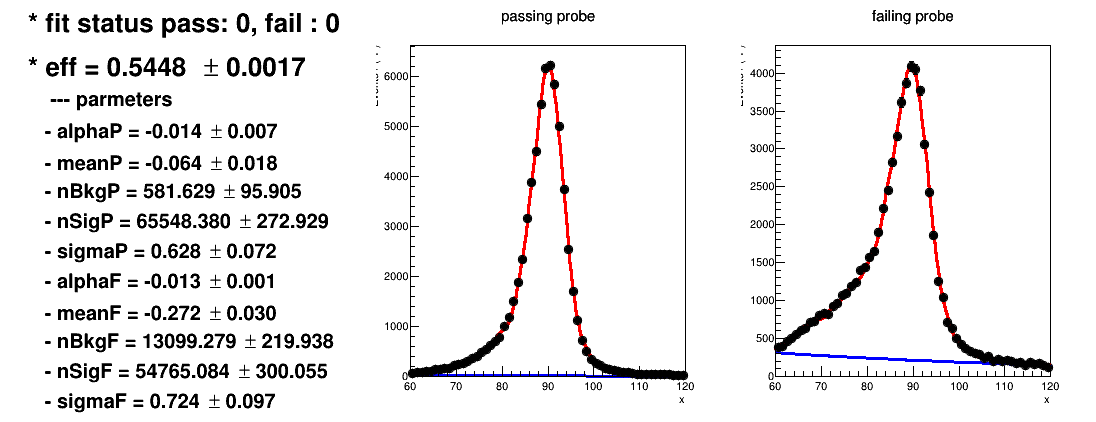 * fit status pass: 0, fail : 0
* eff = 0.5448 ± 0.0017
--- parmeters
- alphaP = -0.014 ± 0.007
- meanP = -0.064 ± 0.018
- nBkgP = 581.629 ± 95.905
- nSigP = 65548.380 ± 272.929
- sigmaP = 0.628 ± 0.072
- alphaF = -0.013 ± 0.001
- meanF = -0.272 ± 0.030
- nBkgF = 13099.279 ± 219.938
- nSigF = 54765.084 ± 300.055
- sigmaF = 0.724 ± 0.097
passing probe
6000
5000
4000
3000
2000
1000
0
60 70 80 90 100 110 120
x
failing probe
4000
3500
3000
2500
2000
1500
1000
500
0
60 70 80 90 100 110 120
x